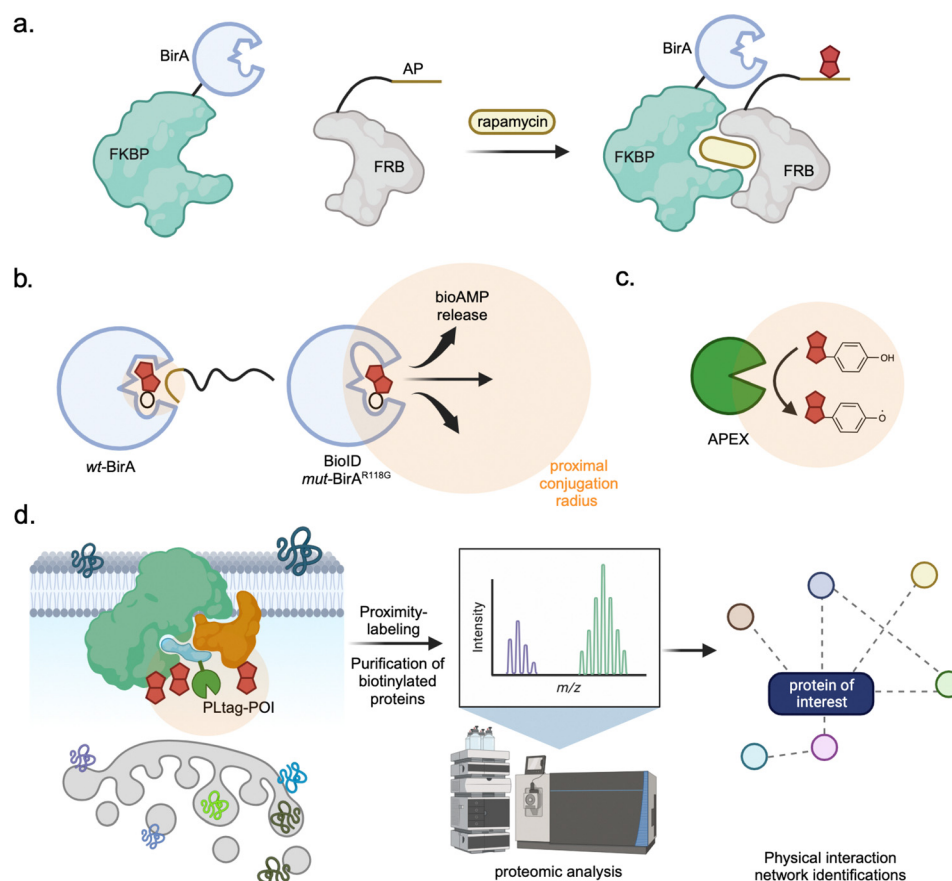 a.
BirA
FKBP
AP
FRB
rapamycin
BirA
FKBP
FRB
b.
wt-BirA
BioID
mut-BirA^R118G
bioAMP
release
proximal
conjugation
radius
c.
APEX
OH
O·
d.
PLtag-POI
Proximity-
labeling
Purification of
biotinylated
proteins
Intensity
m/z
proteomic analysis
protein of
interest
Physical interaction
network identifications